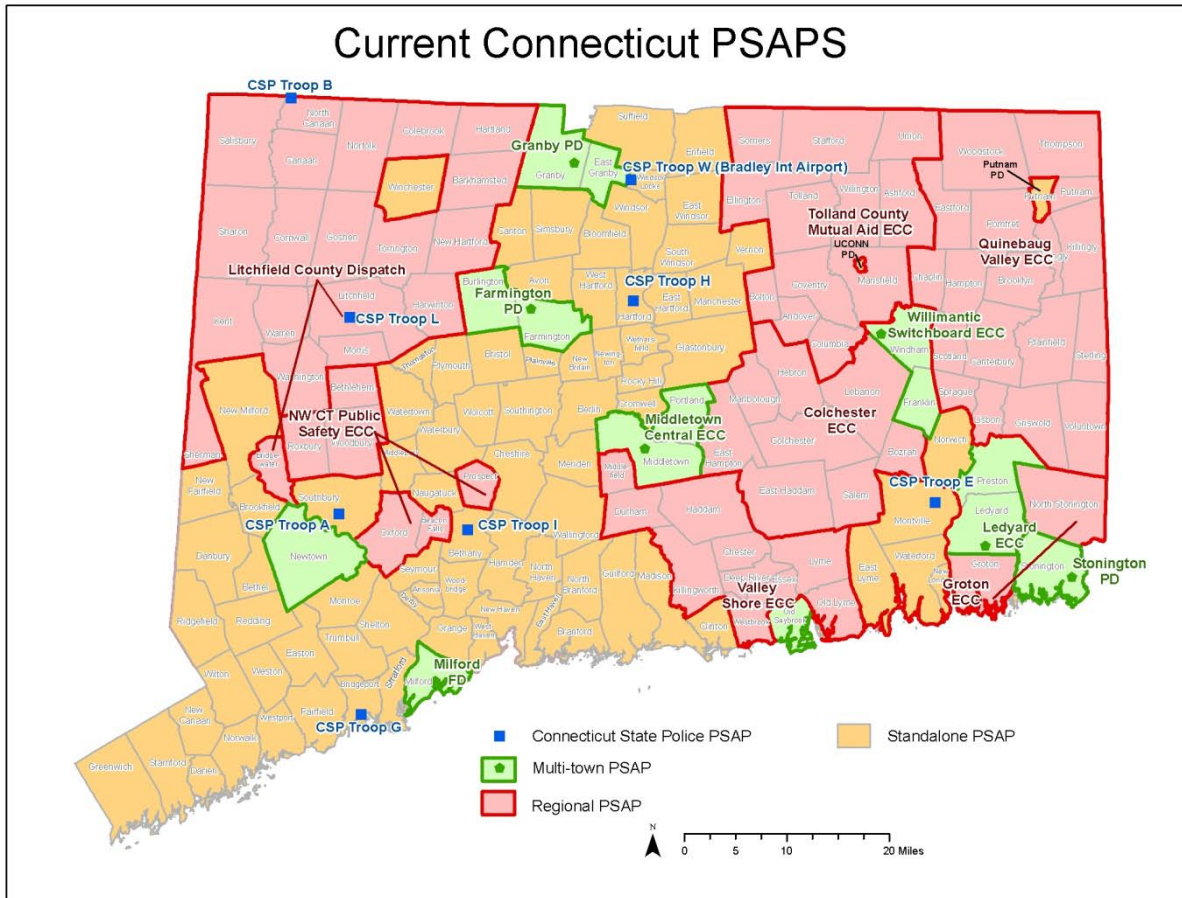 Current Connecticut PSAPS
CSP Troop B
North
Canaan
Salisbury
Canaan
Norfolk
Colebrook
Hartland
Winchester
Barkhamsted
Granby PD
Granby
East
Granby
Suffield
Enfield
CSP Troop W (Bradley Int Airport)
Windsor
Locks
Windsor
East
Windsor
Somers
Stafford
Union
Woodstock
Thompson
Putnam
PD
Putnam
Putnam
Ellington
Tolland
Willington
Ashford
Eastford
Pomfret
Killingly
Tolland County
Mutual Aid ECC
UCONN
PD
Quinebaug
Valley ECC
Sharon
Cornwall
Goshen
Torrington
New Hartford
Canton
Simsbury
Bloomfield
South
Windsor
Vernon
Litchfield County Dispatch
Litchfield
Harwinton
Burlington
Avon
West
Hartford
CSP Troop H
Hartford
East
Hartford
Manchester
Bolton
Coventry
Mansfield
Chaplin
Hampton
Brooklyn
Andover
Columbia
Willimantic
Switchboard ECC
Windham
Scotland
Canterbury
Plainfield
Sterling
Kent
Warren
CSP Troop L
Morris
Farmington
PD
Farmington
Thomaston
Plymouth
Bristol
Plainville
New
Britain
Newing-
ton
Wethers-
field
Glastonbury
Rocky Hill
Washington
Bethlehem
NW CT Public
Safety ECC
New Milford
Roxbury
Woodbury
Watertown
Waterbury
Wolcott
Southington
Berlin
Cromwell
Portland
Middletown
Central ECC
Middletown
Marlborough
Hebron
Lebanon
Colchester
ECC
Colchester
Franklin
Sprague
Lisbon
Griswold
Voluntown
Sherman
Bridge-
water
Middlebury
Cheshire
Meriden
East
Hampton
Middle-
field
Bozrah
Norwich
New
Fairfield
Brookfield
Southbury
Naugatuck
Prospect
CSP Troop A
Oxford
Beacon
Falls
CSP Troop I
Wallingford
Durham
Haddam
East Haddam
Salem
CSP Troop E
Montville
Preston
North Stonington
Ledyard
Ledyard
ECC
Newtown
Danbury
Bethel
Bethany
Hamden
North
Haven
North
Branford
Guilford
Madison
Killingworth
Chester
Deep River
Essex
Lyme
Valley
Shore ECC
Old Lyme
East
Lyme
Waterford
New
London
Groton
Groton
ECC
Stonington
Stonington
PD
Seymour
Ansonia
Wood-
bridge
Derby
New Haven
East Haven
Branford
Clinton
Westbrook
Old
Saybrook
Ridgefield
Redding
Monroe
Shelton
Orange
West
Haven
Trumbull
Easton
Weston
Wilton
Stratford
Milford
Milford
FD
Bridgeport
Fairfield
CSP Troop G
New
Canaan
Westport
Norwalk
Greenwich
Stamford
Darien
Connecticut State Police PSAP
Standalone PSAP
Multi-town PSAP
Regional PSAP
N
0 5 10 20 Miles